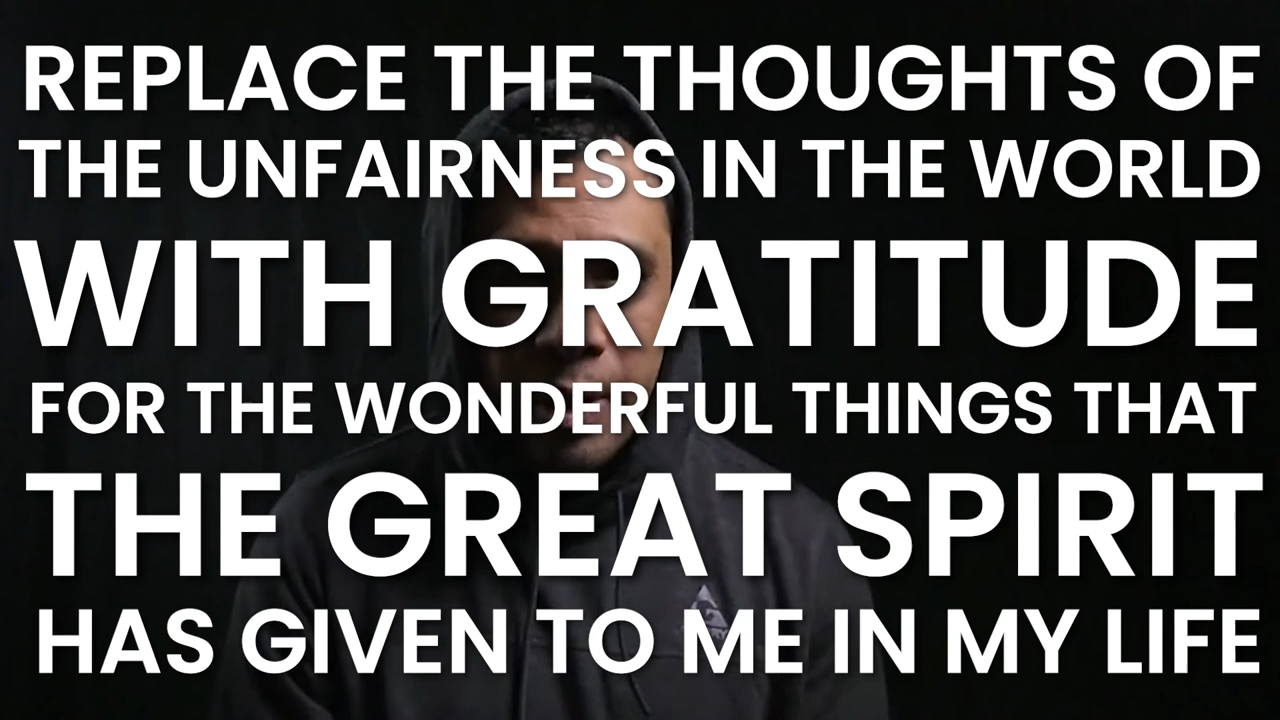 REPLACE THE THOUGHTS OF
THE UNFAIRNESS IN THE WORLD
WITH GRATITUDE
FOR THE WONDERFUL THINGS THAT
THE GREAT SPIRIT
HAS GIVEN TO ME IN MY LIFE